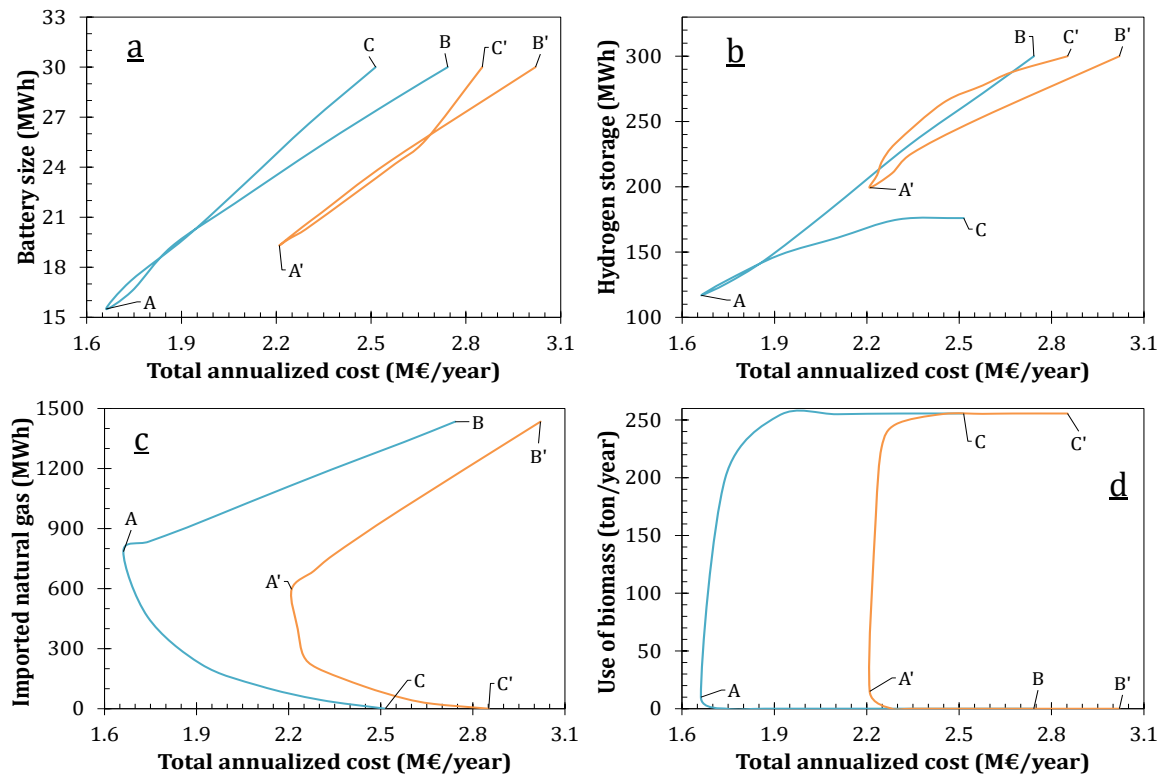 a
Battery size (MWh)
33
30
27
24
21
18
15
C
B
C'
B'
A'
A
1.6 1.9 2.2 2.5 2.8 3.1
Total annualized cost (M€/year)
b
Hydrogen storage (MWh)
300
250
200
150
100
B
C'
B'
A'
C
A
1.6 1.9 2.2 2.5 2.8 3.1
Total annualized cost (M€/year)
c
Imported natural gas (MWh)
1500
1200
900
600
300
0
B
B'
A
A'
C
C'
1.6 1.9 2.2 2.5 2.8 3.1
Total annualized cost (M€/year)
d
Use of biomass (ton/year)
250
200
150
100
50
0
C
C'
A
A'
B
B'
1.6 1.9 2.2 2.5 2.8 3.1
Total annualized cost (M€/year)